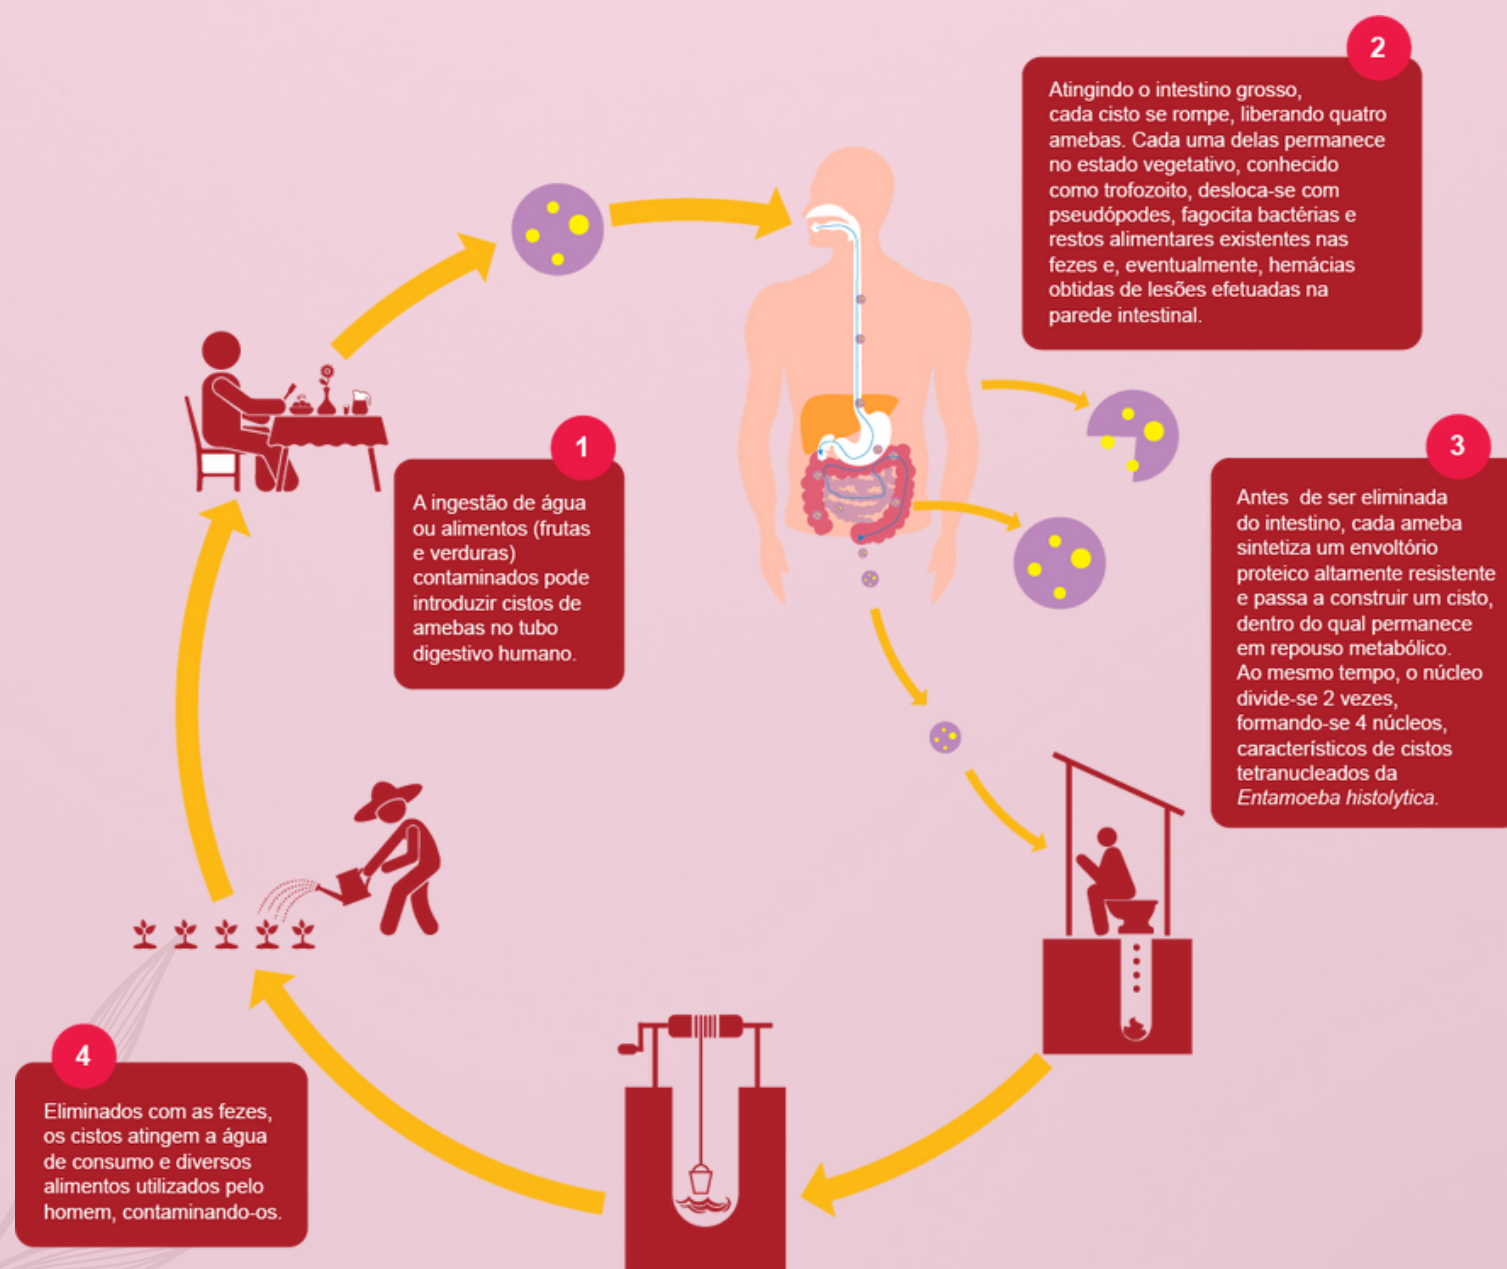 1
A ingestão de água
ou alimentos (frutas
e verduras)
contaminados pode
introduzir cistos de
amebas no tubo
digestivo humano.
2
Atingindo o intestino grosso,
cada cisto se rompe, liberando quatro
amebas. Cada uma delas permanece
no estado vegetativo, conhecido
como trofozoito, desloca-se com
pseudópodes, fagocita bactérias e
restos alimentares existentes nas
fezes e, eventualmente, hemácias
obtidas de lesões efetuadas na
parede intestinal.
3
Antes de ser eliminada
do intestino, cada ameba
sintetiza um envoltório
proteico altamente resistente
e passa a construir um cisto,
dentro do qual permanece
em repouso metabólico.
Ao mesmo tempo, o núcleo
divide-se 2 vezes,
formando-se 4 núcleos,
característicos de cistos
tetranucleados da
Entamoeba histolytica.
4
Eliminados com as fezes,
os cistos atingem a água
de consumo e diversos
alimentos utilizados pelo
homem, contaminando-os.